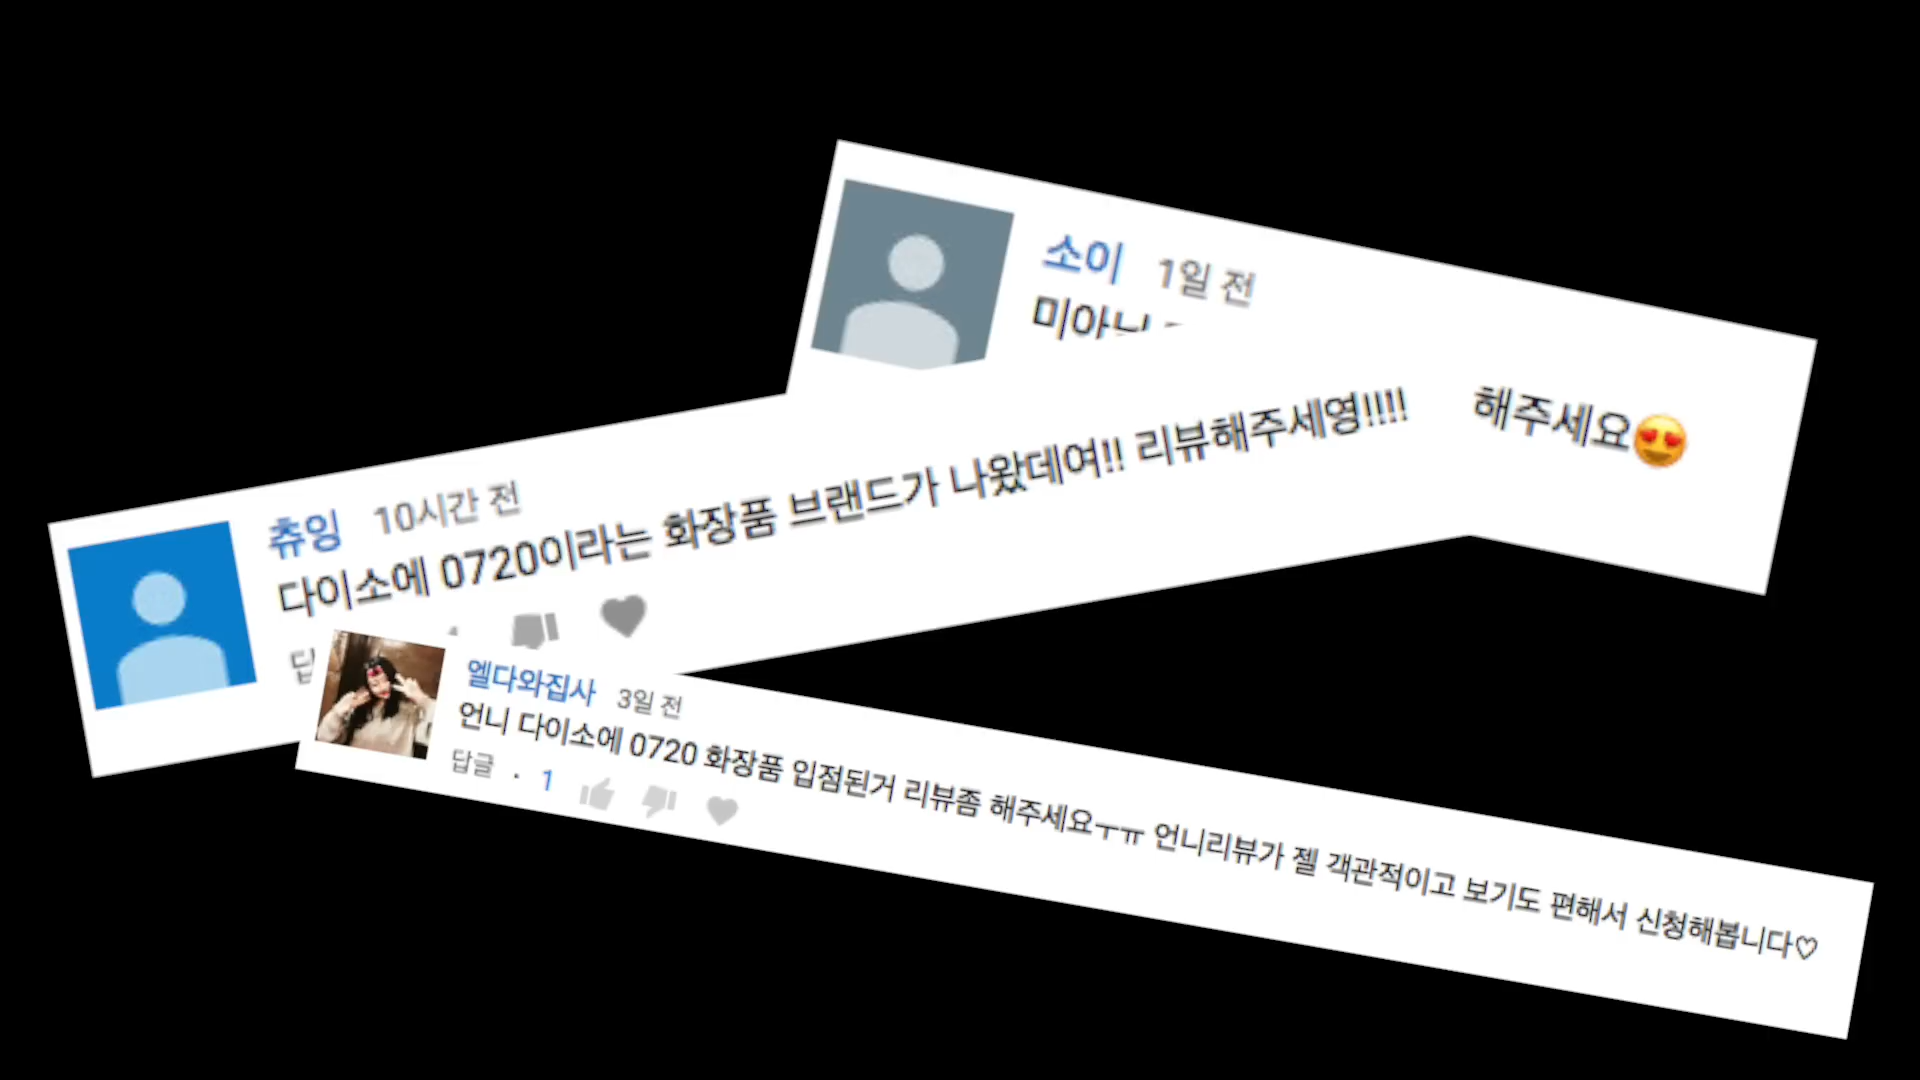 소이 1일 전
해주세요😍
츄잉 10시간 전
다이소에 0720이라는 화장품 브랜드가 나왔데여!! 리뷰해주세영!!!!
엘다와집사 3일 전
언니 다이소에 0720 화장품 입점된거 리뷰좀 해주세요ㅜㅠ 언니리뷰가 젤 객관적이고 보기도 편해서 신청해봅니다♡
답글 · 1